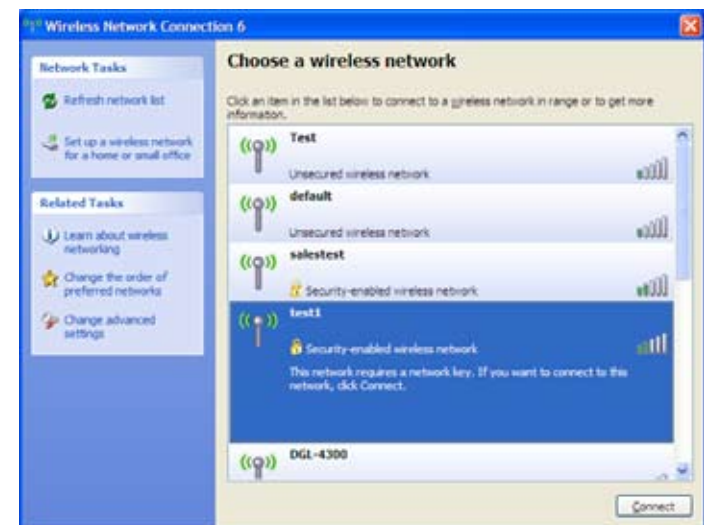 Wireless Network Connection 6
Network Tasks
Refresh network list
Set up a wireless network
for a home or small office
Related Tasks
Learn about wireless
networking
Change the order of
preferred networks
Change advanced
settings
Choose a wireless network
Click an item in the list below to connect to a wireless network in range or to get more
information.
Test
Unsecured wireless network
default
Unsecured wireless network
salestest
Security-enabled wireless network
test1
Security-enabled wireless network
This network requires a network key. If you want to connect to this
network, click Connect.
DGL-4300
Connect